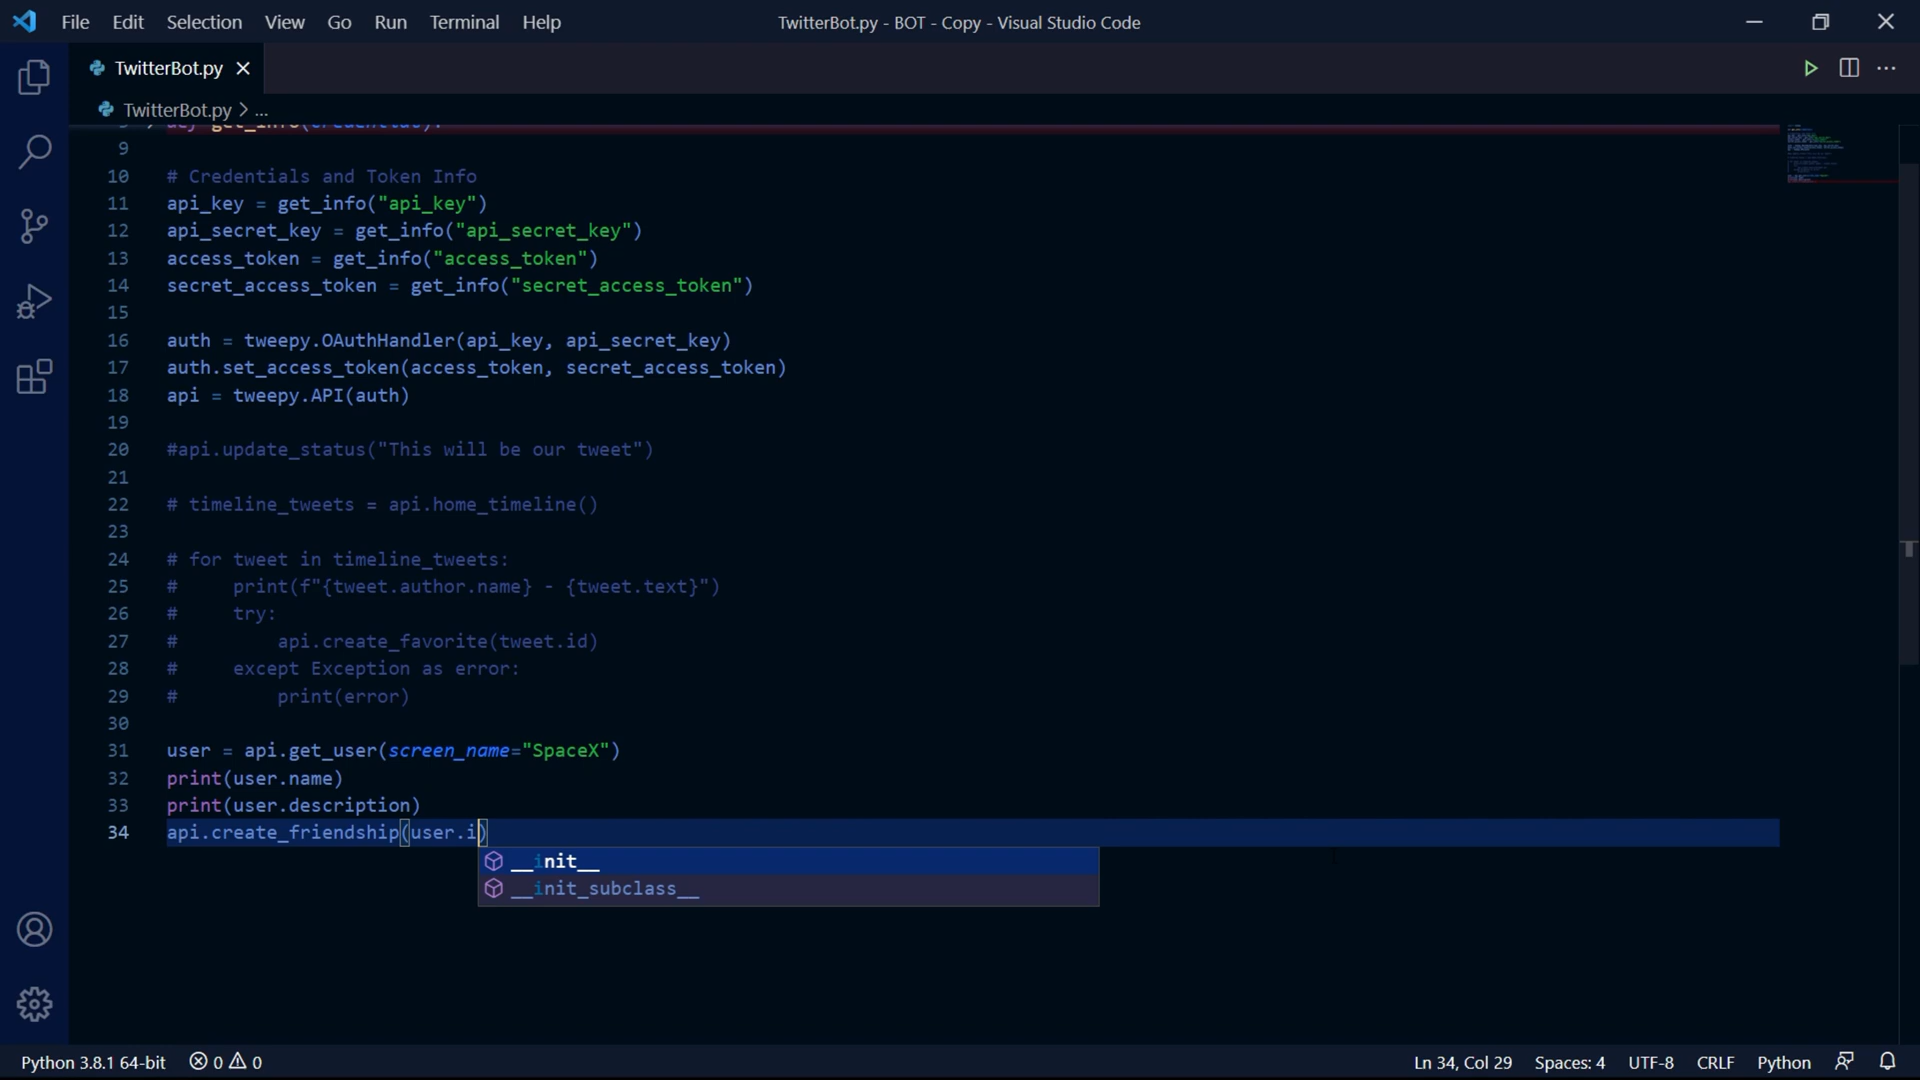 File Edit Selection View Go Run Terminal Help TwitterBot.py - BOT - Copy - Visual Studio Code
TwitterBot.py
TwitterBot.py > ...
def get_info(credential):
9
10 # Credentials and Token Info
11 api_key = get_info("api_key")
12 api_secret_key = get_info("api_secret_key")
13 access_token = get_info("access_token")
14 secret_access_token = get_info("secret_access_token")
15
16 auth = tweepy.OAuthHandler(api_key, api_secret_key)
17 auth.set_access_token(access_token, secret_access_token)
18 api = tweepy.API(auth)
19
20 #api.update_status("This will be our tweet")
21
22 # timeline_tweets = api.home_timeline()
23
24 # for tweet in timeline_tweets:
25 #     print(f"{tweet.author.name} - {tweet.text}")
26 #     try:
27 #         api.create_favorite(tweet.id)
28 #     except Exception as error:
29 #         print(error)
30
31 user = api.get_user(screen_name="SpaceX")
32 print(user.name)
33 print(user.description)
34 api.create_friendship(user.i)
__init__
__init_subclass__
Python 3.8.1 64-bit 0 0 Ln 34, Col 29 Spaces: 4 UTF-8 CRLF Python